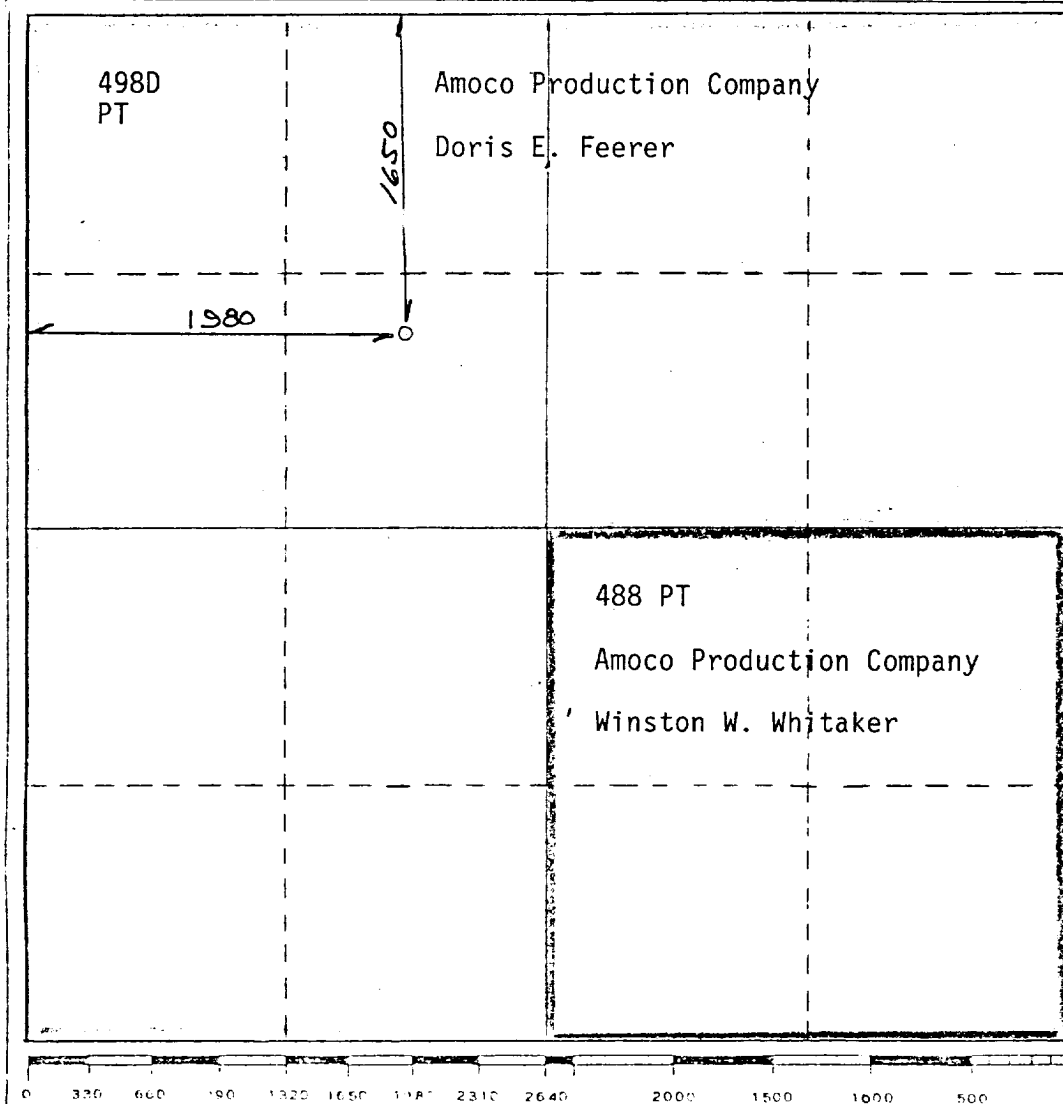 498D
PT
Amoco Production Company
Doris E. Feerer
1650
1980
488 PT
Amoco Production Company
Winston W. Whitaker
0 330 660 1320 1650 2310 2640 2000 1500 1000 500